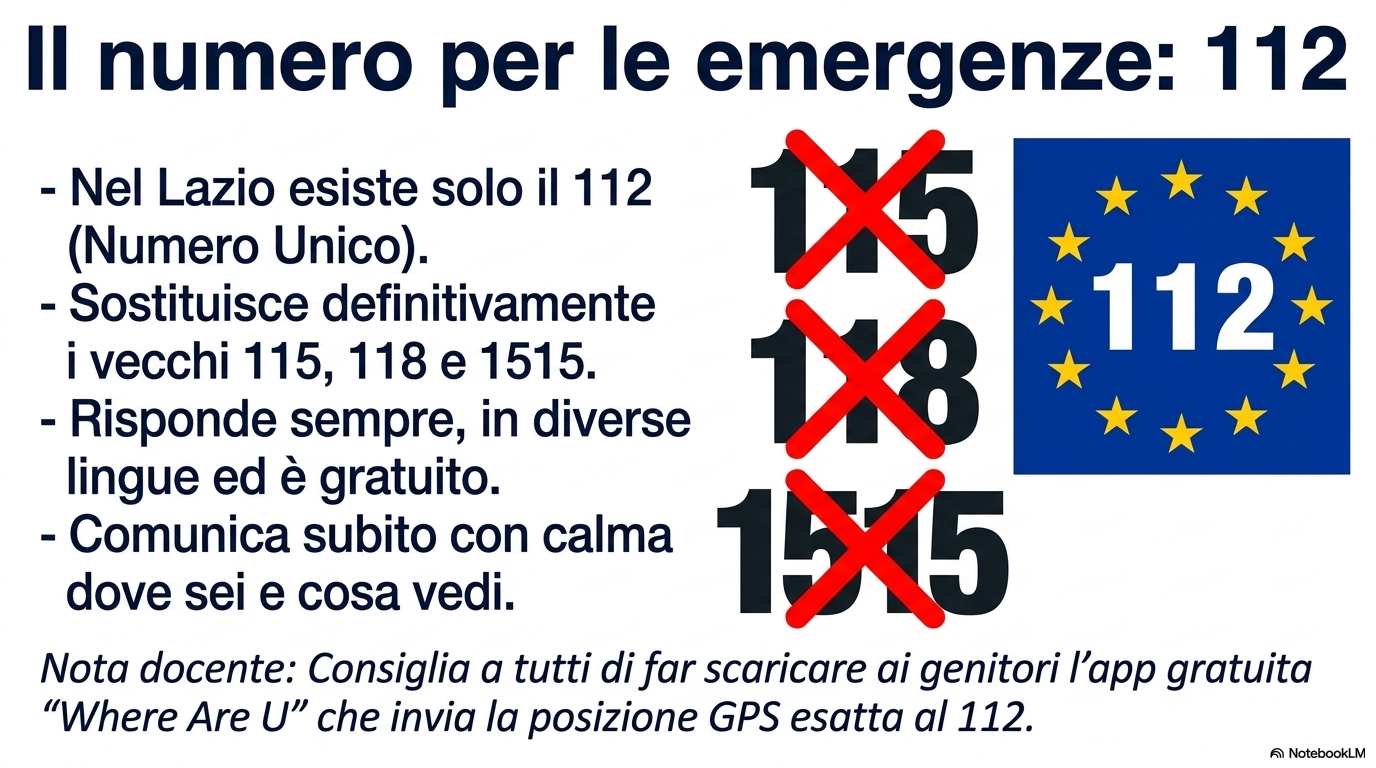 Il numero per le emergenze: 112
- Nel Lazio esiste solo il 112
(Numero Unico).
- Sostituisce definitivamente
i vecchi 115, 118 e 1515.
- Risponde sempre, in diverse
lingue ed è gratuito.
- Comunica subito con calma
dove sei e cosa vedi.
115
118
1515
112
Nota docente: Consiglia a tutti di far scaricare ai genitori l’app gratuita
“Where Are U” che invia la posizione GPS esatta al 112.
NotebookLM